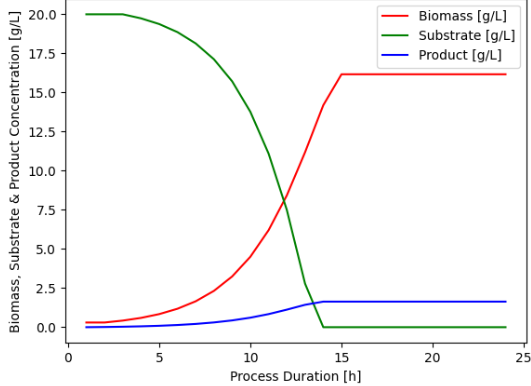 Biomass, Substrate & Product Concentration [g/L]
20.0
17.5
15.0
12.5
10.0
7.5
5.0
2.5
0.0
Biomass [g/L]
Substrate [g/L]
Product [g/L]
0 5 10 15 20 25
Process Duration [h]